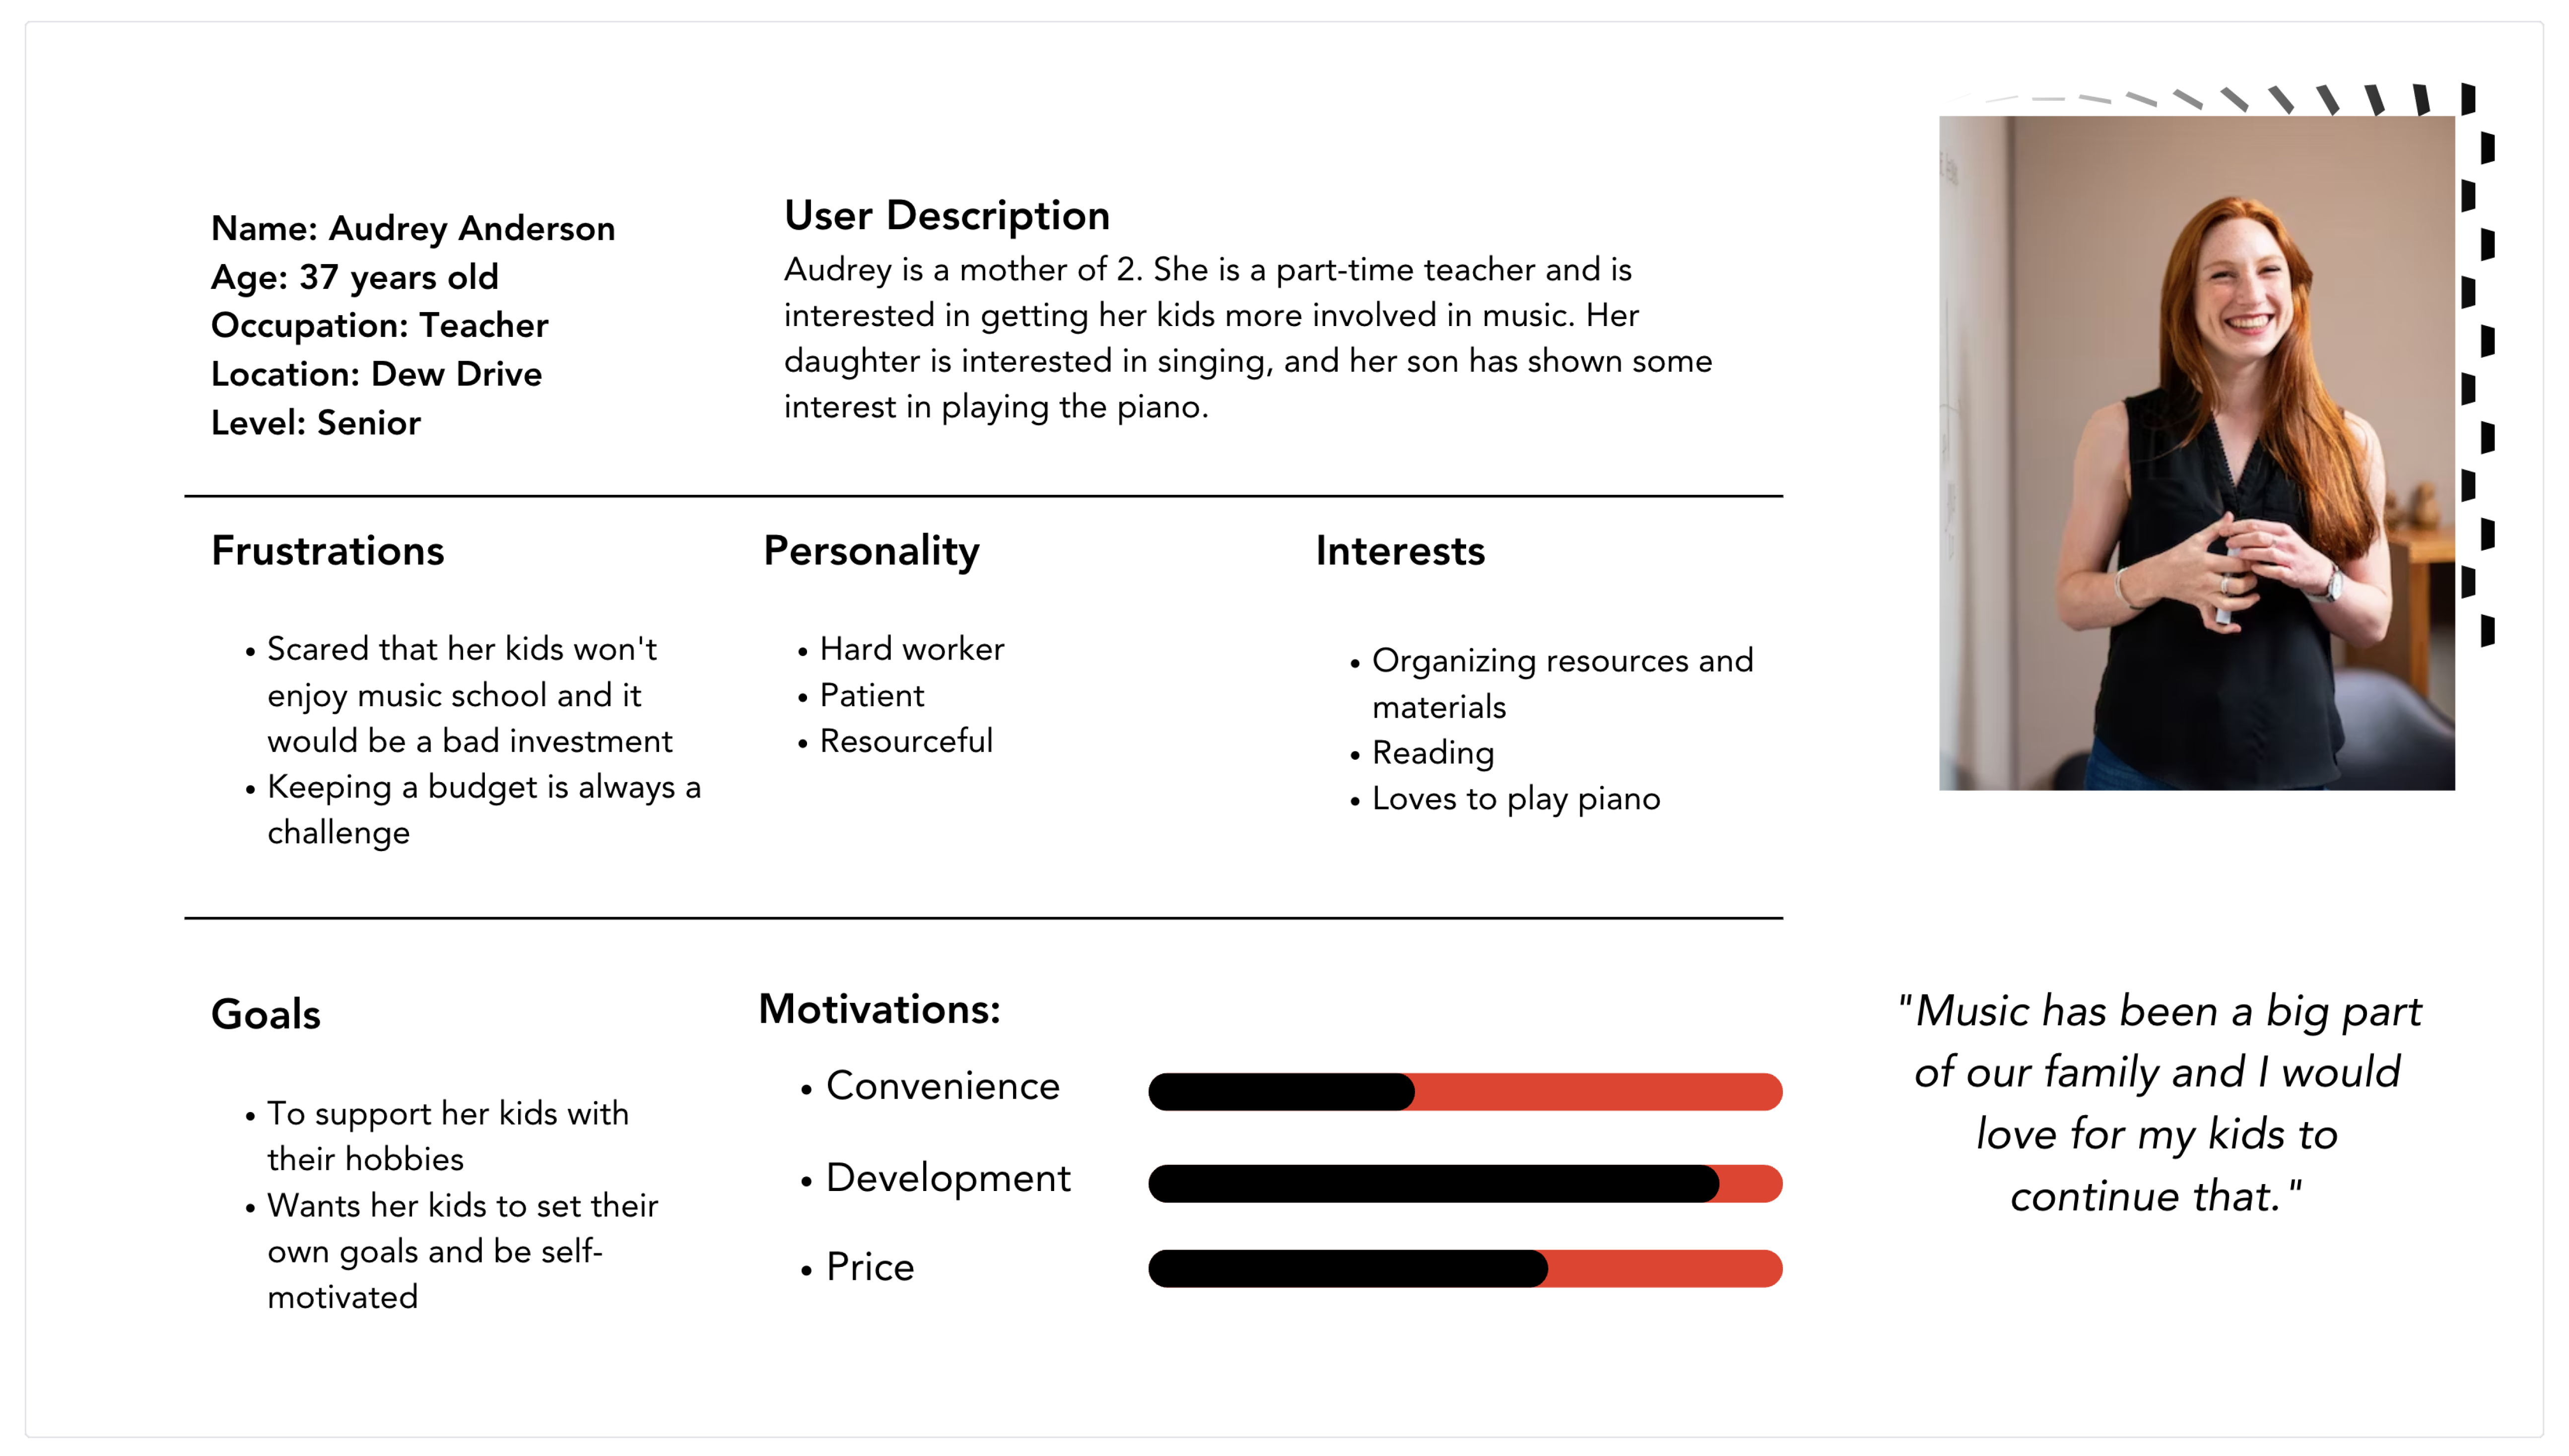 Name: Audrey Anderson
Age: 37 years old
Occupation: Teacher
Location: Dew Drive
Level: Senior
User Description
Audrey is a mother of 2. She is a part-time teacher and is
interested in getting her kids more involved in music. Her
daughter is interested in singing, and her son has shown some
interest in playing the piano.
Frustrations
• Scared that her kids won't
enjoy music school and it
would be a bad investment
• Keeping a budget is always a
challenge
Personality
• Hard worker
• Patient
• Resourceful
Interests
• Organizing resources and
materials
• Reading
• Loves to play piano
Goals
• To support her kids with
their hobbies
• Wants her kids to set their
own goals and be self-
motivated
Motivations:
• Convenience
• Development
• Price
"Music has been a big part
of our family and I would
love for my kids to
continue that."